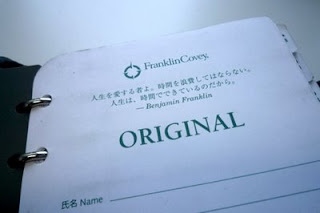 FranklinCovey.
人生を愛する者よ。時間を浪費してはならない。
人生は、時間でできているのだから。
— Benjamin Franklin
ORIGINAL
氏名 Name